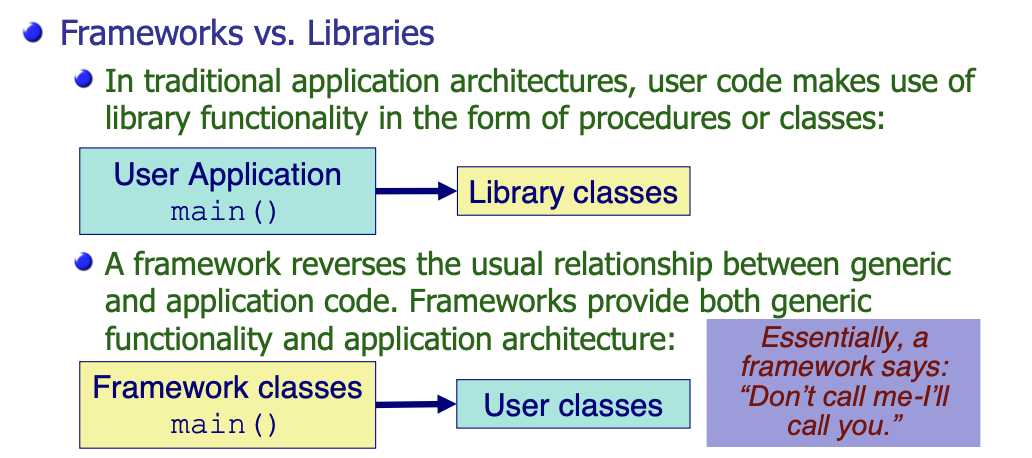 Frameworks vs. Libraries
In traditional application architectures, user code makes use of
library functionality in the form of procedures or classes:
User Application
main()
Library classes
A framework reverses the usual relationship between generic
and application code. Frameworks provide both generic
functionality and application architecture:
Framework classes
main()
User classes
Essentially, a
framework says:
“Don’t call me-I’ll
call you.”